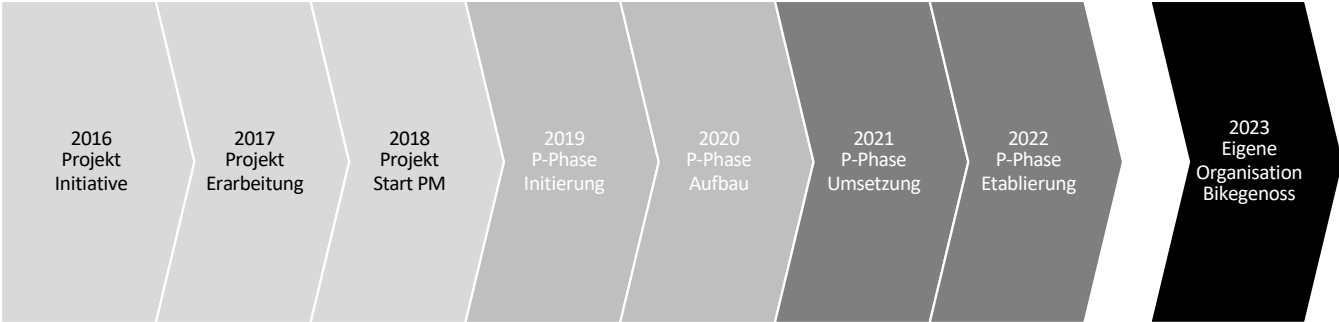 2016
Projekt
Initiative
2017
Projekt
Erarbeitung
2018
Projekt
Start PM
2019
P-Phase
Initierung
2020
P-Phase
Aufbau
2021
P-Phase
Umsetzung
2022
P-Phase
Etablierung
2023
Eigene
Organisation
Bikegenoss